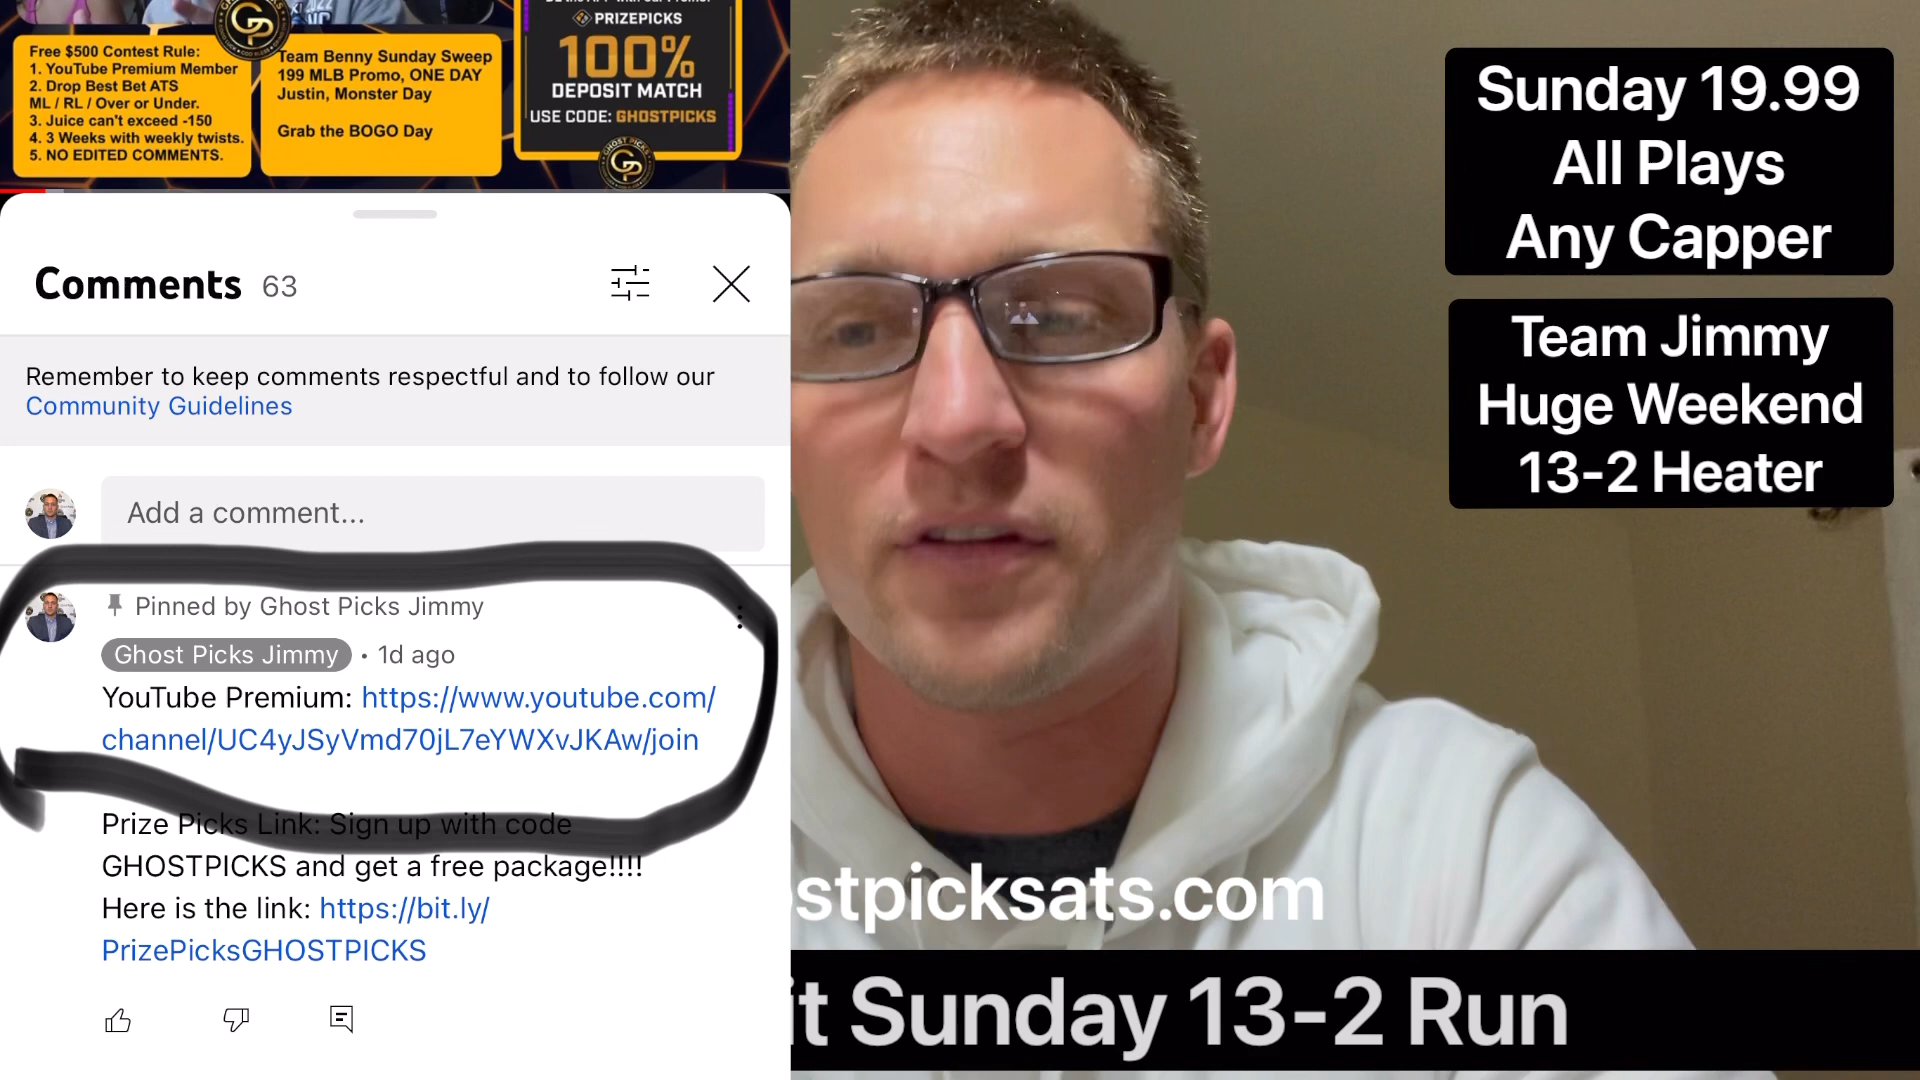 PRIZEPICKS
100%
DEPOSIT MATCH
USE CODE: GHOSTPICKS
GHOST PICKS
GP
Free $500 Contest Rule:
1. YouTube Premium Member
2. Drop Best Bet ATS
ML / RL / Over or Under.
3. Juice can't exceed -150
4. 3 Weeks with weekly twists.
5. NO EDITED COMMENTS.
Team Benny Sunday Sweep
199 MLB Promo, ONE DAY
Justin, Monster Day
Grab the BOGO Day
Comments 63
Remember to keep comments respectful and to follow our
Community Guidelines
Add a comment...
Pinned by Ghost Picks Jimmy
Ghost Picks Jimmy • 1d ago
YouTube Premium: https://www.youtube.com/
channel/UC4yJSyVmd70jL7eYWXvJKAw/join
Prize Picks Link: Sign up with code
GHOSTPICKS and get a free package!!!!
Here is the link: https://bit.ly/
PrizePicksGHOSTPICKS
Sunday 19.99
All Plays
Any Capper
Team Jimmy
Huge Weekend
13-2 Heater
ostpicksats.com
it Sunday 13-2 Run